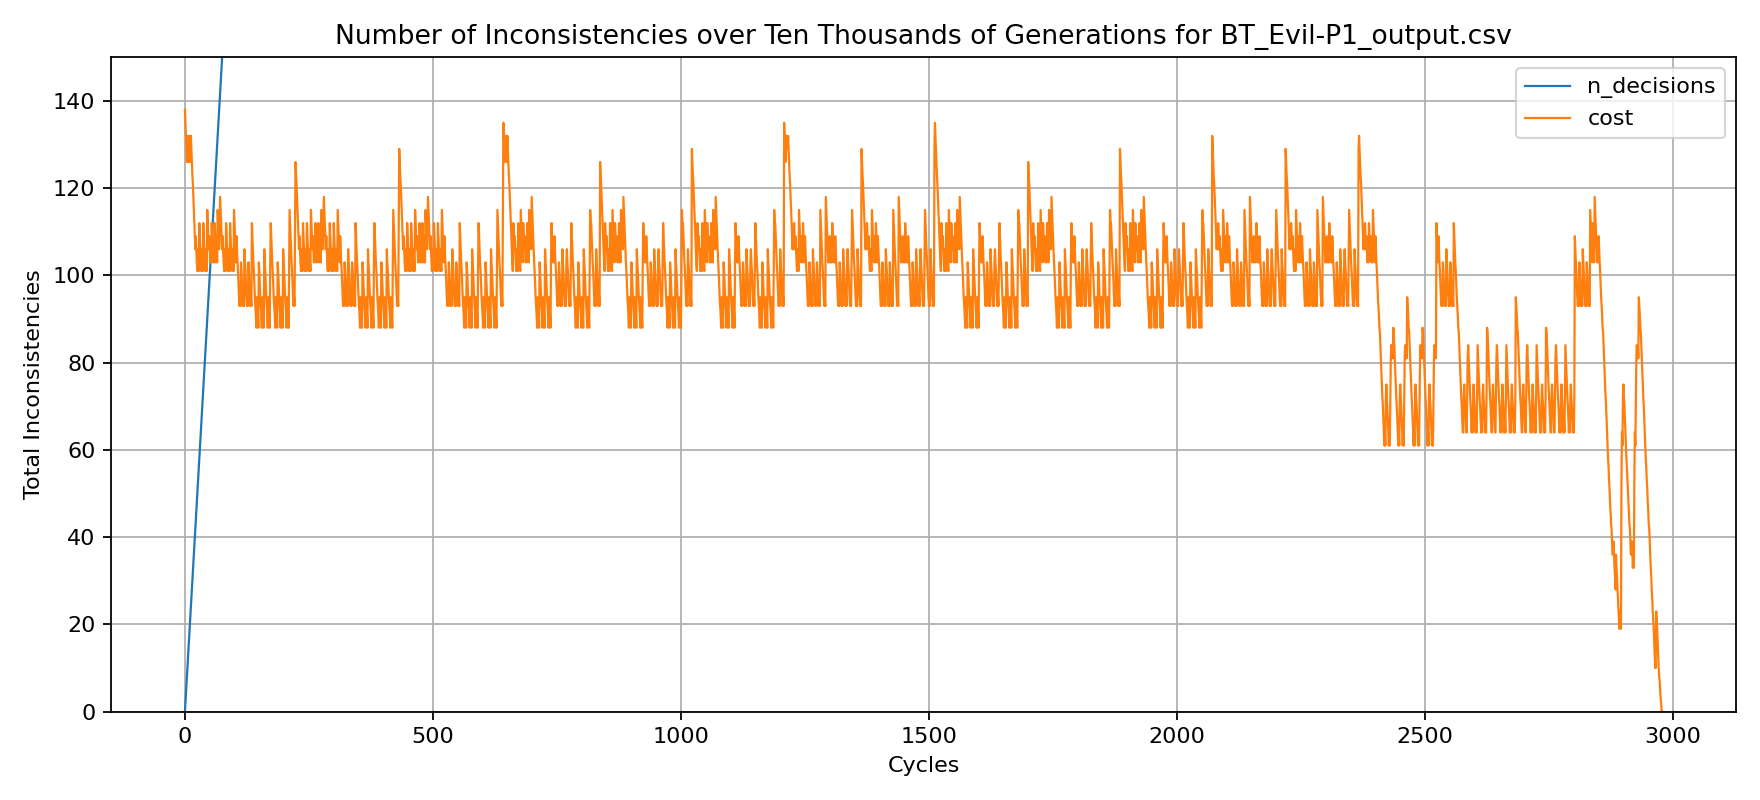 Number of Inconsistencies over Ten Thousands of Generations for BT_Evil-P1_output.csv
n_decisions
cost
Total Inconsistencies
140
120
100
80
60
40
20
0
0 500 1000 1500 2000 2500 3000
Cycles